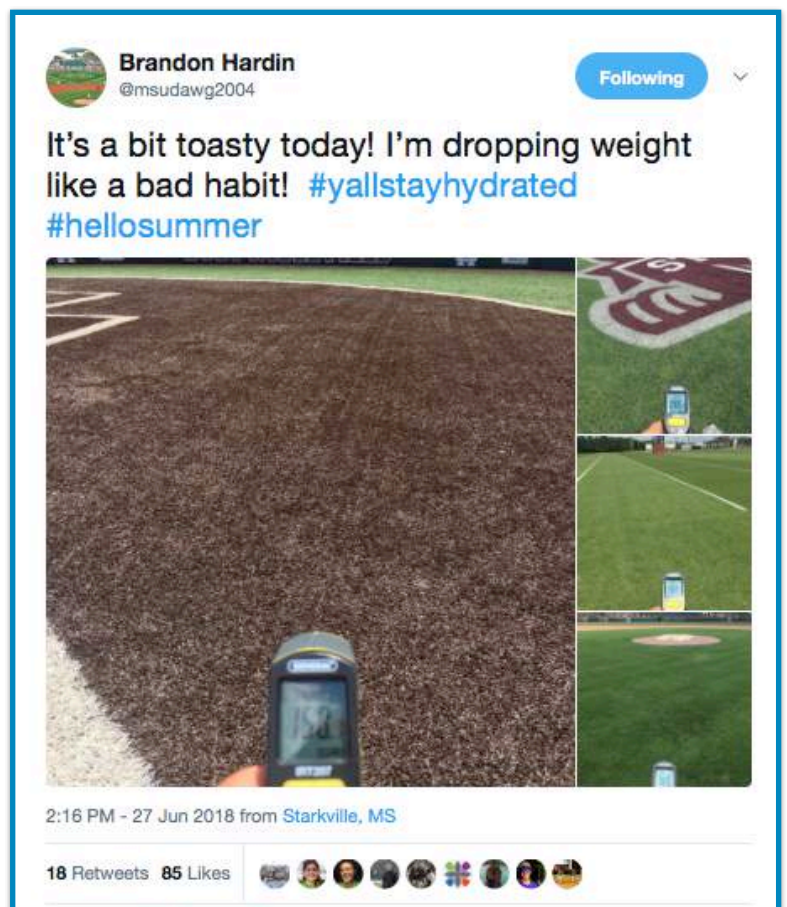 Brandon Hardin
@msudawg2004
Following
It’s a bit toasty today! I’m dropping weight
like a bad habit! #yallstayhydrated
#hellosummer
2:16 PM - 27 Jun 2018 from Starkville, MS
18 Retweets 85 Likes